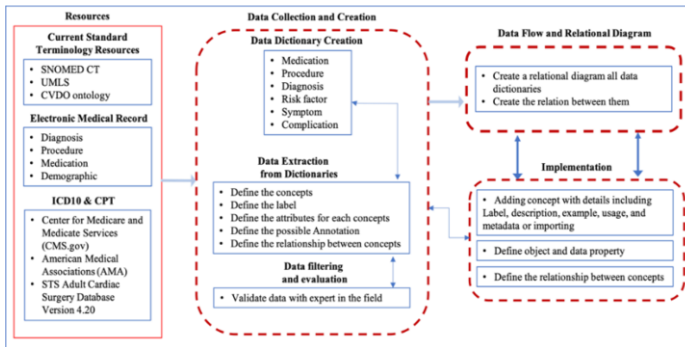 Resources
Current Standard
Terminology Resources
• SNOMED CT
• UMLS
• CVDO ontology
Electronic Medical Record
• Diagnosis
• Procedure
• Medication
• Demographic
ICD10 & CPT
• Center for Medicare and
Medicate Services
(CMS.gov)
• American Medical
Associations (AMA)
• STS Adult Cardiac
Surgery Database
Version 4.20
Data Collection and Creation
Data Dictionary Creation
• Medication
• Procedure
• Diagnosis
• Risk factor
• Symptom
• Complication
Data Extraction
from Dictionaries
• Define the concepts
• Define the label
• Define the attributes for each concepts
• Define the possible Annotation
• Define the relationship between concepts
Data filtering
and evaluation
• Validate data with expert in the field
Data Flow and Relational Diagram
• Create a relational diagram all data
dictionaries
• Create the relation between them
Implementation
• Adding concept with details including
Label, description, example, usage, and
metadata or importing
• Define object and data property
• Define the relationship between concepts